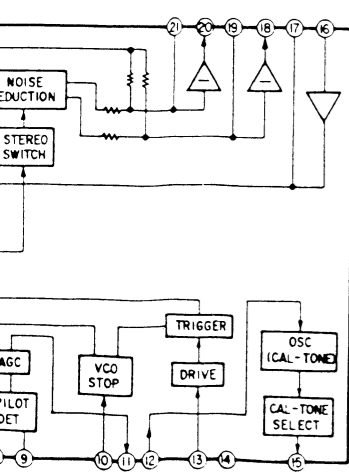 21 20 19 18 17 16
NOISE
EDUCTION
STEREO
SWITCH
TRIGGER
OSC
(CAL-TONE)
AGC
VCO
STOP
DRIVE
PILOT
DET
CAL-TONE
SELECT
9 10 11 12 13 14 15